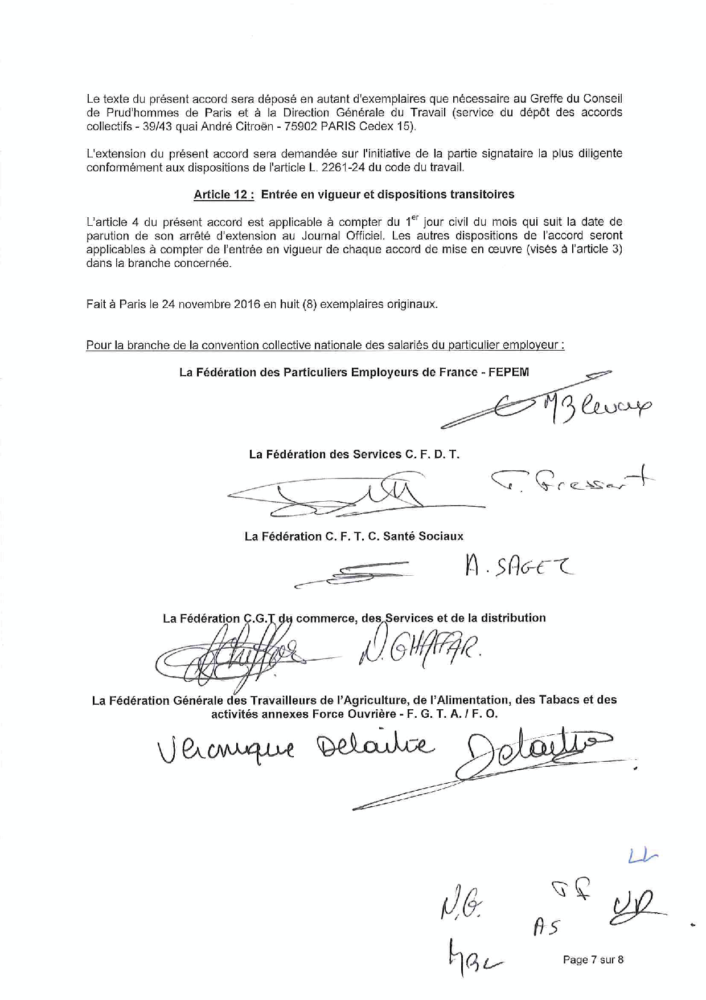 Le texte du présent accord sera déposé en autant d'exemplaires que nécessaire au Greffe du Conseil
de Prud'hommes de Paris et à la Direction Générale du Travail (service du dépôt des accords
collectifs - 39/43 quai André Citroën - 75902 PARIS Cedex 15).
L'extension du présent accord sera demandée sur l'initiative de la partie signataire la plus diligente
conformément aux dispositions de l'article L. 2261-24 du code du travail.
Article 12 : Entrée en vigueur et dispositions transitoires
L'article 4 du présent accord est applicable à compter du 1er jour civil du mois qui suit la date de
parution de son arrêté d'extension au Journal Officiel. Les autres dispositions de l'accord seront
applicables à compter de l'entrée en vigueur de chaque accord de mise en œuvre (visés à l'article 3)
dans la branche concernée.
Fait à Paris le 24 novembre 2016 en huit (8) exemplaires originaux.
Pour la branche de la convention collective nationale des salariés du particulier employeur :
La Fédération des Particuliers Employeurs de France - FEPEM
La Fédération des Services C. F. D. T.
La Fédération C. F. T. C. Santé Sociaux
A. SAGEZ
La Fédération C.G.T du commerce, des Services et de la distribution
N. GHAFFAR.
La Fédération Générale des Travailleurs de l'Agriculture, de l'Alimentation, des Tabacs et des
activités annexes Force Ouvrière - F. G. T. A. / F. O.
Veronique Delaitre
N.G.
AS
Page 7 sur 8